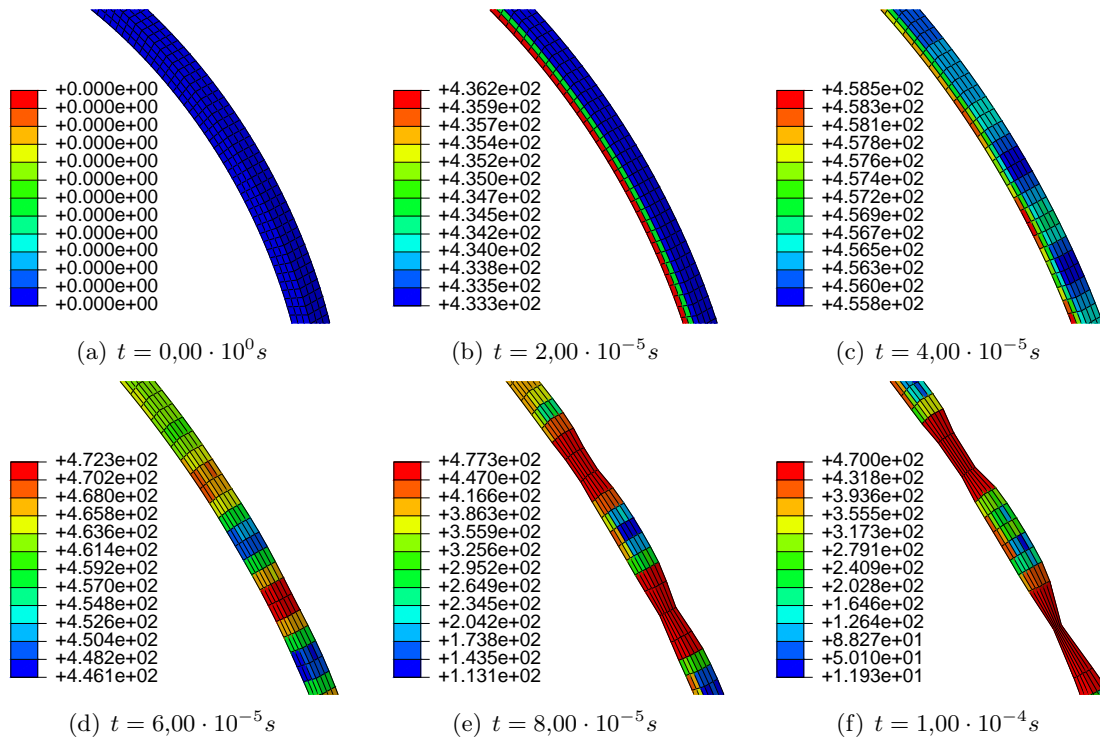 +0.000e+00
+0.000e+00
+0.000e+00
+0.000e+00
+0.000e+00
+0.000e+00
+0.000e+00
+0.000e+00
+0.000e+00
+0.000e+00
+0.000e+00
+0.000e+00
+0.000e+00
(a) t = 0,00 · 10⁰s
+4.362e+02
+4.359e+02
+4.357e+02
+4.354e+02
+4.352e+02
+4.350e+02
+4.347e+02
+4.345e+02
+4.342e+02
+4.340e+02
+4.338e+02
+4.335e+02
+4.333e+02
(b) t = 2,00 · 10⁻⁵s
+4.585e+02
+4.583e+02
+4.581e+02
+4.578e+02
+4.576e+02
+4.574e+02
+4.572e+02
+4.569e+02
+4.567e+02
+4.565e+02
+4.563e+02
+4.560e+02
+4.558e+02
(c) t = 4,00 · 10⁻⁵s
+4.723e+02
+4.702e+02
+4.680e+02
+4.658e+02
+4.636e+02
+4.614e+02
+4.592e+02
+4.570e+02
+4.548e+02
+4.526e+02
+4.504e+02
+4.482e+02
+4.461e+02
(d) t = 6,00 · 10⁻⁵s
+4.773e+02
+4.470e+02
+4.166e+02
+3.863e+02
+3.559e+02
+3.256e+02
+2.952e+02
+2.649e+02
+2.345e+02
+2.042e+02
+1.738e+02
+1.435e+02
+1.131e+02
(e) t = 8,00 · 10⁻⁵s
+4.700e+02
+4.318e+02
+3.936e+02
+3.555e+02
+3.173e+02
+2.791e+02
+2.409e+02
+2.028e+02
+1.646e+02
+1.264e+02
+8.827e+01
+5.010e+01
+1.193e+01
(f) t = 1,00 · 10⁻⁴s